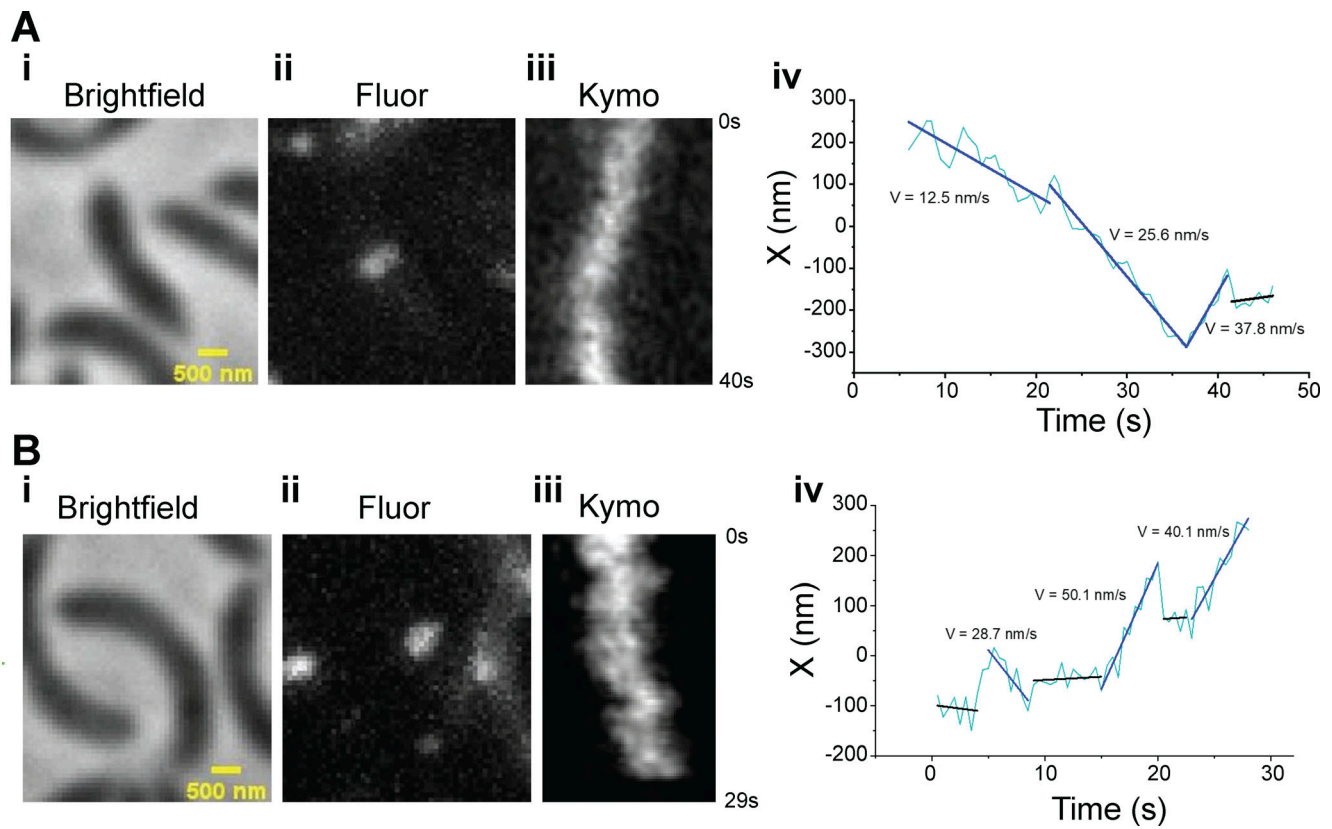 A
i
Brightfield
ii
Fluor
iii
Kymo
0s
40s
500 nm
iv
300
200
100
0
-100
-200
-300
X (nm)
V = 12.5 nm/s
V = 25.6 nm/s
V = 37.8 nm/s
0
10
20
30
40
50
Time (s)
B
i
Brightfield
ii
Fluor
iii
Kymo
0s
29s
500 nm
iv
300
200
100
0
-100
-200
X (nm)
V = 28.7 nm/s
V = 50.1 nm/s
V = 40.1 nm/s
0
10
20
30
Time (s)